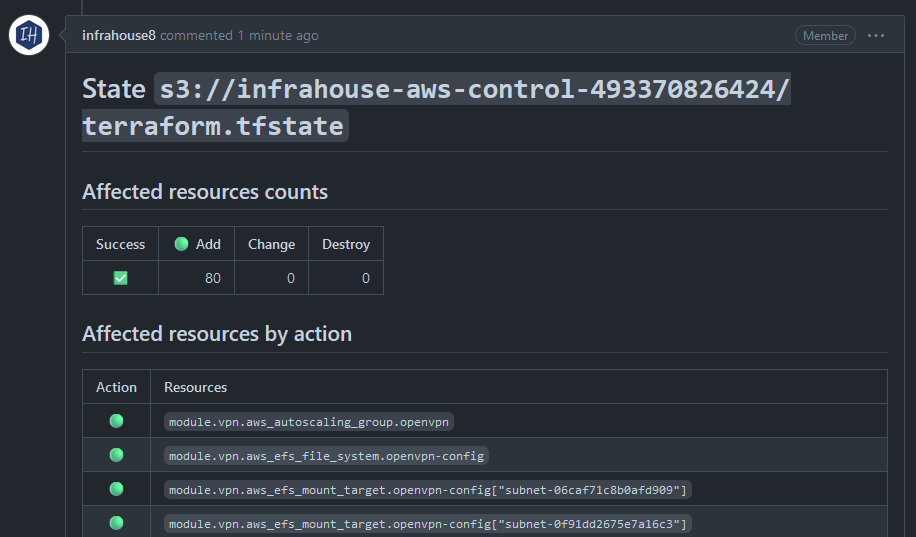 IH
infrahouse8 commented 1 minute ago
Member
State s3://infrahouse-aws-control-493370826424/
terraform.tfstate
Affected resources counts
Success Add Change Destroy
80 0 0
Affected resources by action
Action Resources
module.vpn.aws_autoscaling_group.openvpn
module.vpn.aws_efs_file_system.openvpn-config
module.vpn.aws_efs_mount_target.openvpn-config["subnet-06caf71c8b0afd909"]
module.vpn.aws_efs_mount_target.openvpn-config["subnet-0f91dd2675e7a16c3"]